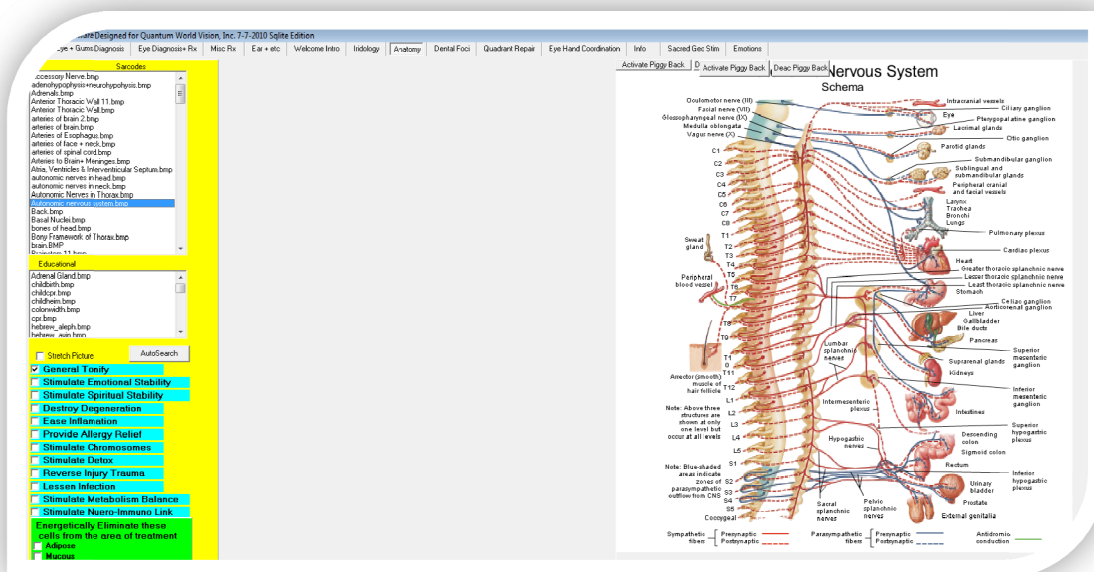 areDesigned for Quantum World Vision, Inc. 7-7-2010 Sqlite Edition
Eye + Gums Diagnosis Eye Diagnosis+ Rx Misc Rx Ear + etc Welcome Intro Iridology Anatomy Dental Foci Quadrant Repair Eye Hand Coordination Info Sacred Geo Stim Emotions
Sarcodes
accessory Nerve.bmp
adenohypophysis+neurohypohysis.bmp
Adrenals.bmp
Anterior Thoracic Wall 11.bmp
Anterior Thoracic Wall.bmp
arteries of brain 2.bmp
arteries of brain.bmp
Arteries of Esophagus.bmp
arteries of face + neck.bmp
arteries of spinal cord.bmp
Arteries to Brain+ Meninges.bmp
Atria, Ventricles & Interventricular Septum.bmp
autonomic nerves in head.bmp
autonomic nerves in neck.bmp
Autonomic Nerves in Thorax.bmp
Autonomic nervous system.bmp
Back.bmp
Basal Nuclei.bmp
bones of head.bmp
Bony Framework of Thorax.bmp
brain.BMP
Brainstem 11.bmp
Educational
Adrenal Gland.bmp
childbirth.bmp
childcpr.bmp
childheim.bmp
colorwidth.bmp
cpr.bmp
hebrew_aleph.bmp
hebrew_ayin.bmp
Stretch Picture
AutoSearch
General Tonify
Stimulate Emotional Stability
Stimulate Spiritual Stability
Destroy Degeneration
Ease Inflamation
Provide Allergy Relief
Stimulate Chromosomes
Stimulate Detox
Reverse Injury Trauma
Lessen Infection
Stimulate Metabolism Balance
Stimulate Nuero-Immuno Link
Energetically Eliminate these
cells from the area of treatment
Adipose
Mucous
Activate Piggy Back D
Activate Piggy Back Deac Piggy Back
Nervous System
Schema
Oculomotor nerve (III)
Facial nerve (VII)
Glossopharyngeal nerve (IX)
Medulla oblongata
Vagus nerve (X)
C1
C2
C3
C4
C5
C6
C7
C8
T1
T2
T3
T4
T5
T6
T7
T8
T9
T1
0
T11
T12
L1
L2
L3
L4
L5
S1
S2
S3
S4
S5
Coccygeal
Sweat
gland
Peripheral
blood vessel
Arrector (smooth)
muscle of
hair follicle
Note: Above three
structures are
shown at only
one level but
occur at all levels
Note: Blue-shaded
areas indicate
zones of
parasympathetic
outflow from CNS
Intracranial vessels
Ciliary ganglion
Eye
Pterygopalatine ganglion
Lacrimal glands
Otic ganglion
Parotid glands
Submandibular ganglion
Sublingual and
submandibular glands
Peripheral cranial
and facial vessels
Larynx
Trachea
Bronchi
Lungs
Pulmonary plexus
Cardiac plexus
Heart
Greater thoracic splanchnic nerve
Lesser thoracic splanchnic nerve
Least thoracic splanchnic nerve
Stomach
Celiac ganglion
Aorticorenal ganglion
Liver
Gallbladder
Bile ducts
Pancreas
Lumbar
splanchnic
nerves
Superior
mesenteric
ganglion
Suprarenal glands
Kidneys
Inferior
mesenteric
ganglion
Intermesenteric
plexus
Intestines
Superior
hypogastric
plexus
Hypogastric
nerves
Descending
colon
Sigmoid colon
Rectum
Inferior
hypogastric
plexus
Urinary
bladder
Prostate
External genitalia
Sacral
splanchnic
nerves
Pelvic
splanchnic
nerves
Sympathetic
fibers
Presynaptic
Postsynaptic
Parasympathetic
fibers
Presynaptic
Postsynaptic
Antidromic
conduction